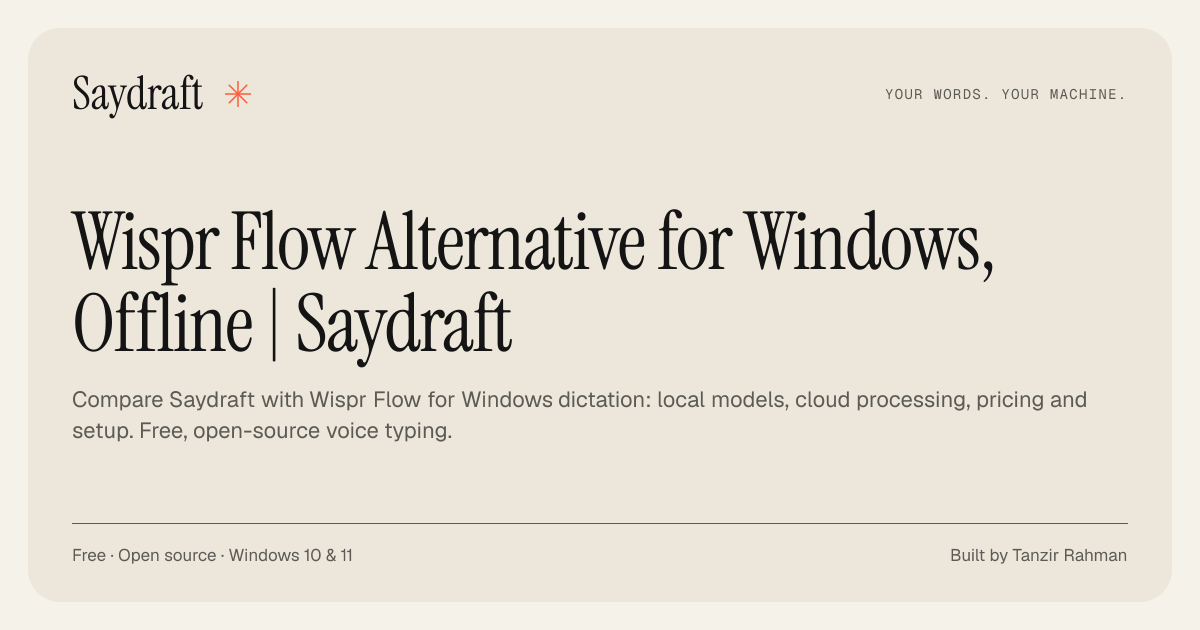 Saydraft
YOUR WORDS. YOUR MACHINE.
Wispr Flow Alternative for Windows,
Offline | Saydraft
Compare Saydraft with Wispr Flow for Windows dictation: local models, cloud processing, pricing and
setup. Free, open-source voice typing.
Free · Open source · Windows 10 & 11
Built by Tanzir Rahman